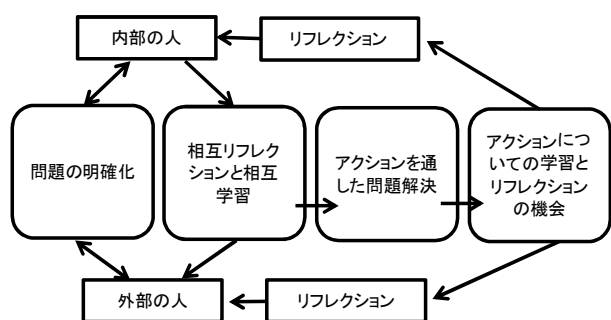 内部の人
リフレクション
問題の明確化
相互リフレク
ションと相互
学習
アクションを通
した問題解決
アクションにつ
いての学習と
リフレクション
の機会
外部の人
リフレクション